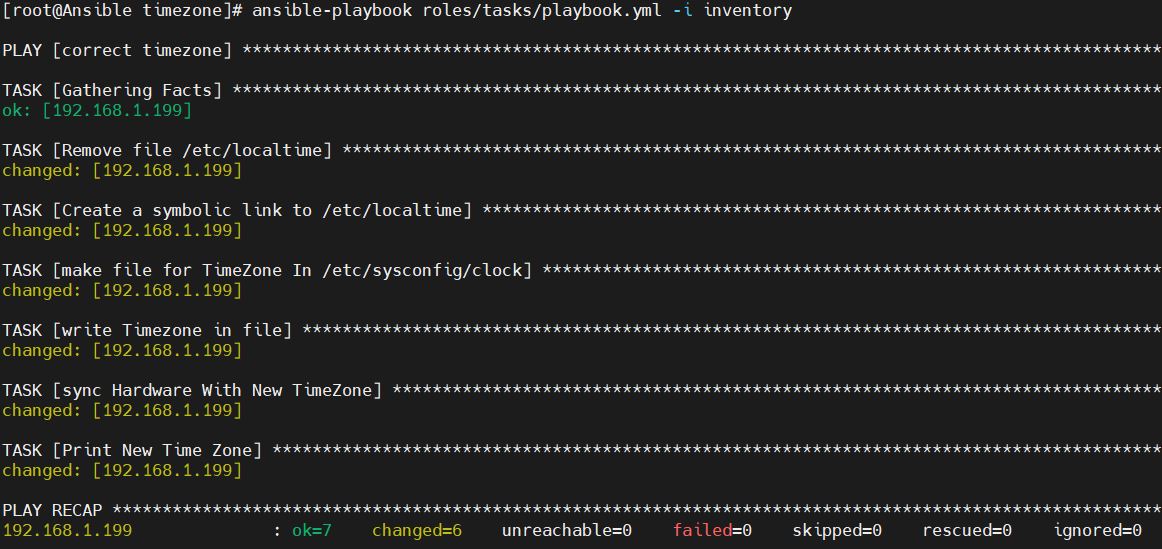 [root@Ansible timezone]# ansible-playbook roles/tasks/playbook.yml -i inventory
PLAY [correct timezone] ********************************************************************************************
TASK [Gathering Facts] *********************************************************************************************
ok: [192.168.1.199]
TASK [Remove file /etc/localtime] **********************************************************************************
changed: [192.168.1.199]
TASK [Create a symbolic link to /etc/localtime] ********************************************************************
changed: [192.168.1.199]
TASK [make file for TimeZone In /etc/sysconfig/clock] **************************************************************
changed: [192.168.1.199]
TASK [write Timezone in file] **************************************************************************************
changed: [192.168.1.199]
TASK [sync Hardware With New TimeZone] *****************************************************************************
changed: [192.168.1.199]
TASK [Print New Time Zone] *****************************************************************************************
changed: [192.168.1.199]
PLAY RECAP *********************************************************************************************************
192.168.1.199              : ok=7    changed=6    unreachable=0    failed=0    skipped=0    rescued=0    ignored=0